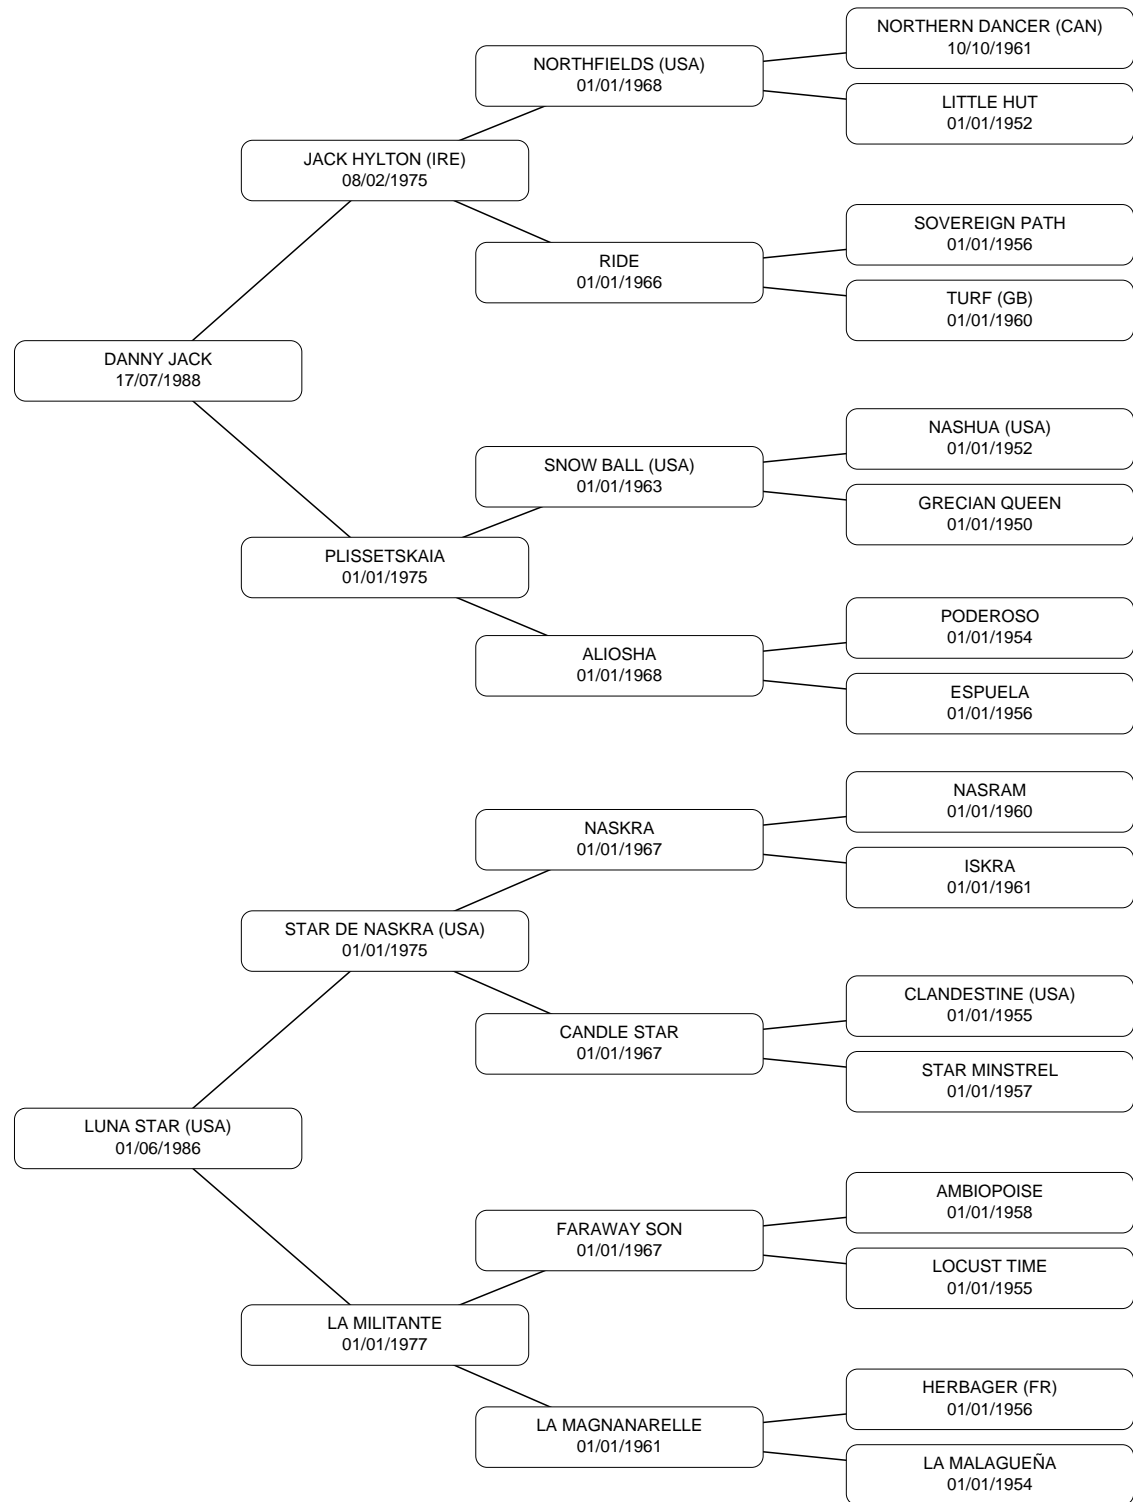 NORTHERN DANCER (CAN)
10/10/1961
NORTHFIELDS (USA)
01/01/1968
LITTLE HUT
01/01/1952
JACK HYLTON (IRE)
08/02/1975
SOVEREIGN PATH
01/01/1956
RIDE
01/01/1966
TURF (GB)
01/01/1960
DANNY JACK
17/07/1988
NASHUA (USA)
01/01/1952
SNOW BALL (USA)
01/01/1963
GRECIAN QUEEN
01/01/1950
PLISSETSKAIA
01/01/1975
PODEROSO
01/01/1954
ALIOSHA
01/01/1968
ESPUELA
01/01/1956
NASRAM
01/01/1960
NASKRA
01/01/1967
ISKRA
01/01/1961
STAR DE NASKRA (USA)
01/01/1975
CLANDESTINE (USA)
01/01/1955
CANDLE STAR
01/01/1967
STAR MINSTREL
01/01/1957
LUNA STAR (USA)
01/06/1986
AMBIOPOISE
01/01/1958
FARAWAY SON
01/01/1967
LOCUST TIME
01/01/1955
LA MILITANTE
01/01/1977
HERBAGER (FR)
01/01/1956
LA MAGNANARELLE
01/01/1961
LA MALAGUEÑA
01/01/1954